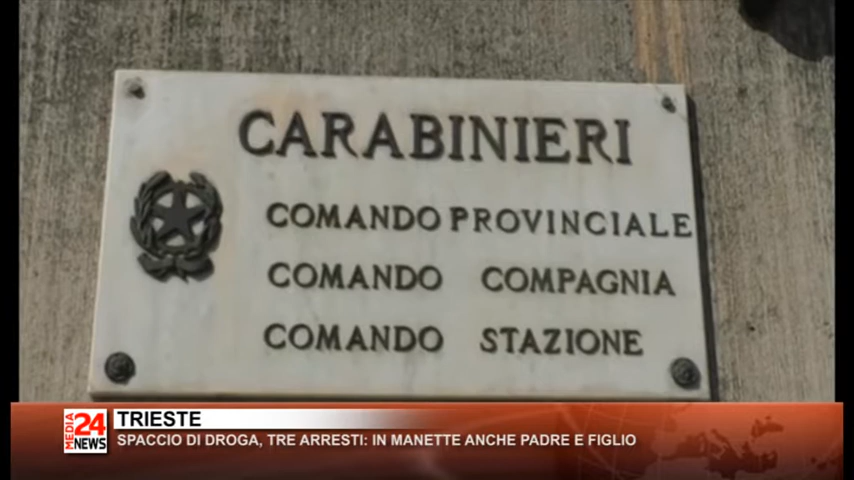 CARABINIERI
COMANDO PROVINCIALE
COMANDO COMPAGNIA
COMANDO STAZIONE
MEDIA 24 NEWS
TRIESTE
SPACCIO DI DROGA, TRE ARRESTI: IN MANETTE ANCHE PADRE E FIGLIO